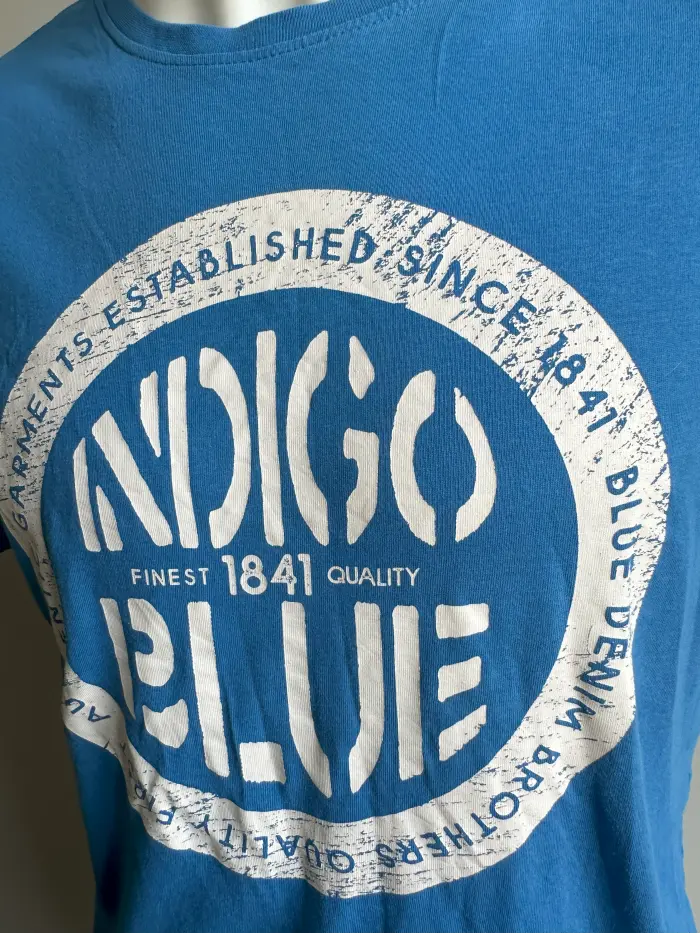 GARMENTS ESTABLISHED SINCE 1841 BLUE DENIM BROTHERS QUALITY
INDIGO
FINEST 1841 QUALITY
BLUE